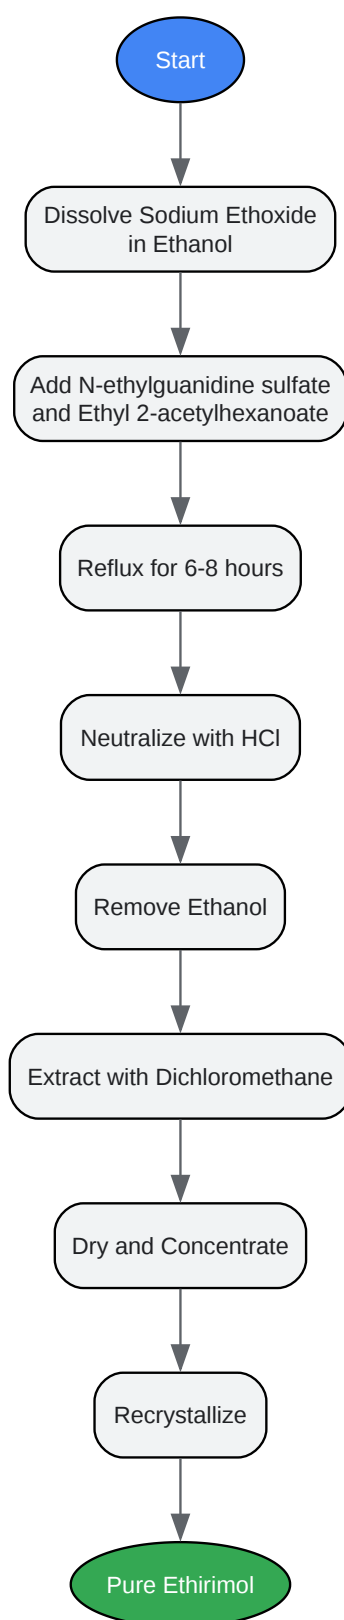 Start
Dissolve Sodium Ethoxide
in Ethanol
Add N-ethylguanidine sulfate
and Ethyl 2-acetylhexanoate
Reflux for 6-8 hours
Neutralize with HCl
Remove Ethanol
Extract with Dichloromethane
Dry and Concentrate
Recrystallize
Pure Ethirimol